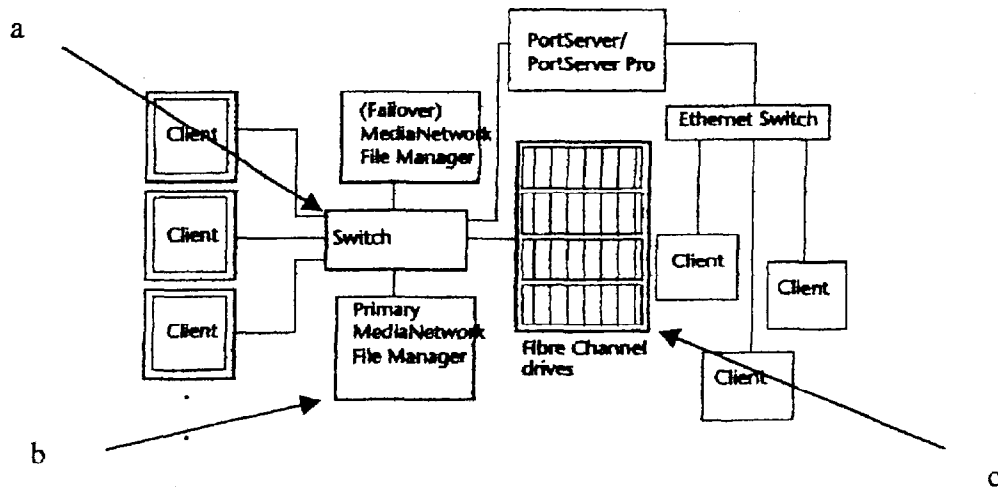 a
PortServer/
PortServer Pro
(Failover)
MediaNetwork
File Manager
Client
Ethernet Switch
Client
Switch
Client
Client
Client
Primary
MediaNetwork
File Manager
Fibre Channel
drives
Client
b
c